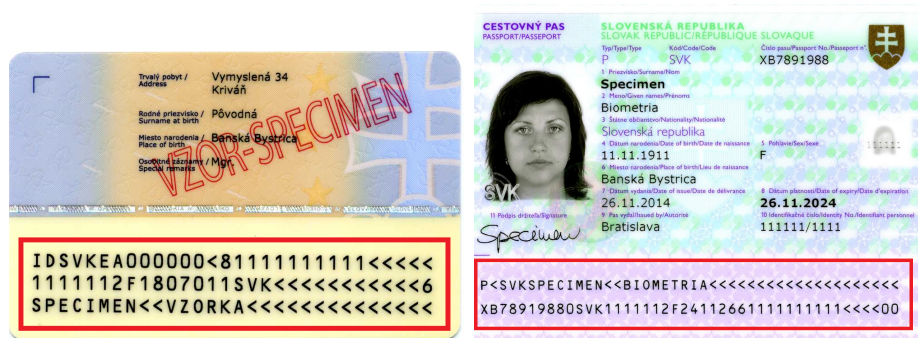 Trvalý pobyt /
Address
Vymyslená 34
Kriváň
Rodné priezvisko /
Surname at birth
Pôvodná
Miesto narodenia /
Place of birth
Banská Bystrica
Osobitné záznamy /
Special remarks
Mgr.
VZOR-SPECIMEN
IDSVKEA000000<81111111111<<<<<
1111112F1807011SVK<<<<<<<<<<<6
SPECIMEN<<VZORKA<<<<<<<<<<<<<<
CESTOVNÝ PAS
PASSPORT/PASSEPORT
SLOVENSKÁ REPUBLIKA
SLOVAK REPUBLIC/RÉPUBLIQUE SLOVAQUE
Typ/Type/Type Kód/Code/Code Číslo pasu/Passport No./Passeport n°.
P SVK XB7891988
1 Priezvisko/Surname/Nom
Specimen
2 Meno/Given names/Prénoms
Biometria
3 Štátne občianstvo/Nationality/Nationalité
Slovenská republika
4 Dátum narodenia/Date of birth/Date de naissance 5 Pohlavie/Sex/Sexe
11.11.1911 F
6 Miesto narodenia/Place of birth/Lieu de naissance
Banská Bystrica
7 Dátum vydania/Date of issue/Date de délivrance 8 Dátum platnosti/Date of expiry/Date d'expiration
26.11.2014 26.11.2024
9 Pas vydal/Issued by/Autorité 10 Identifikačné číslo/Identity No./Identifiant personnel
Bratislava 111111/1111
SVK
11 Podpis držiteľa/Signature
Specimen
P<SVKSPECIMEN<<BIOMETRIA<<<<<<<<<<<<<<<<<<<<
XB78919880SVK1111112F24112661111111111<<<<00